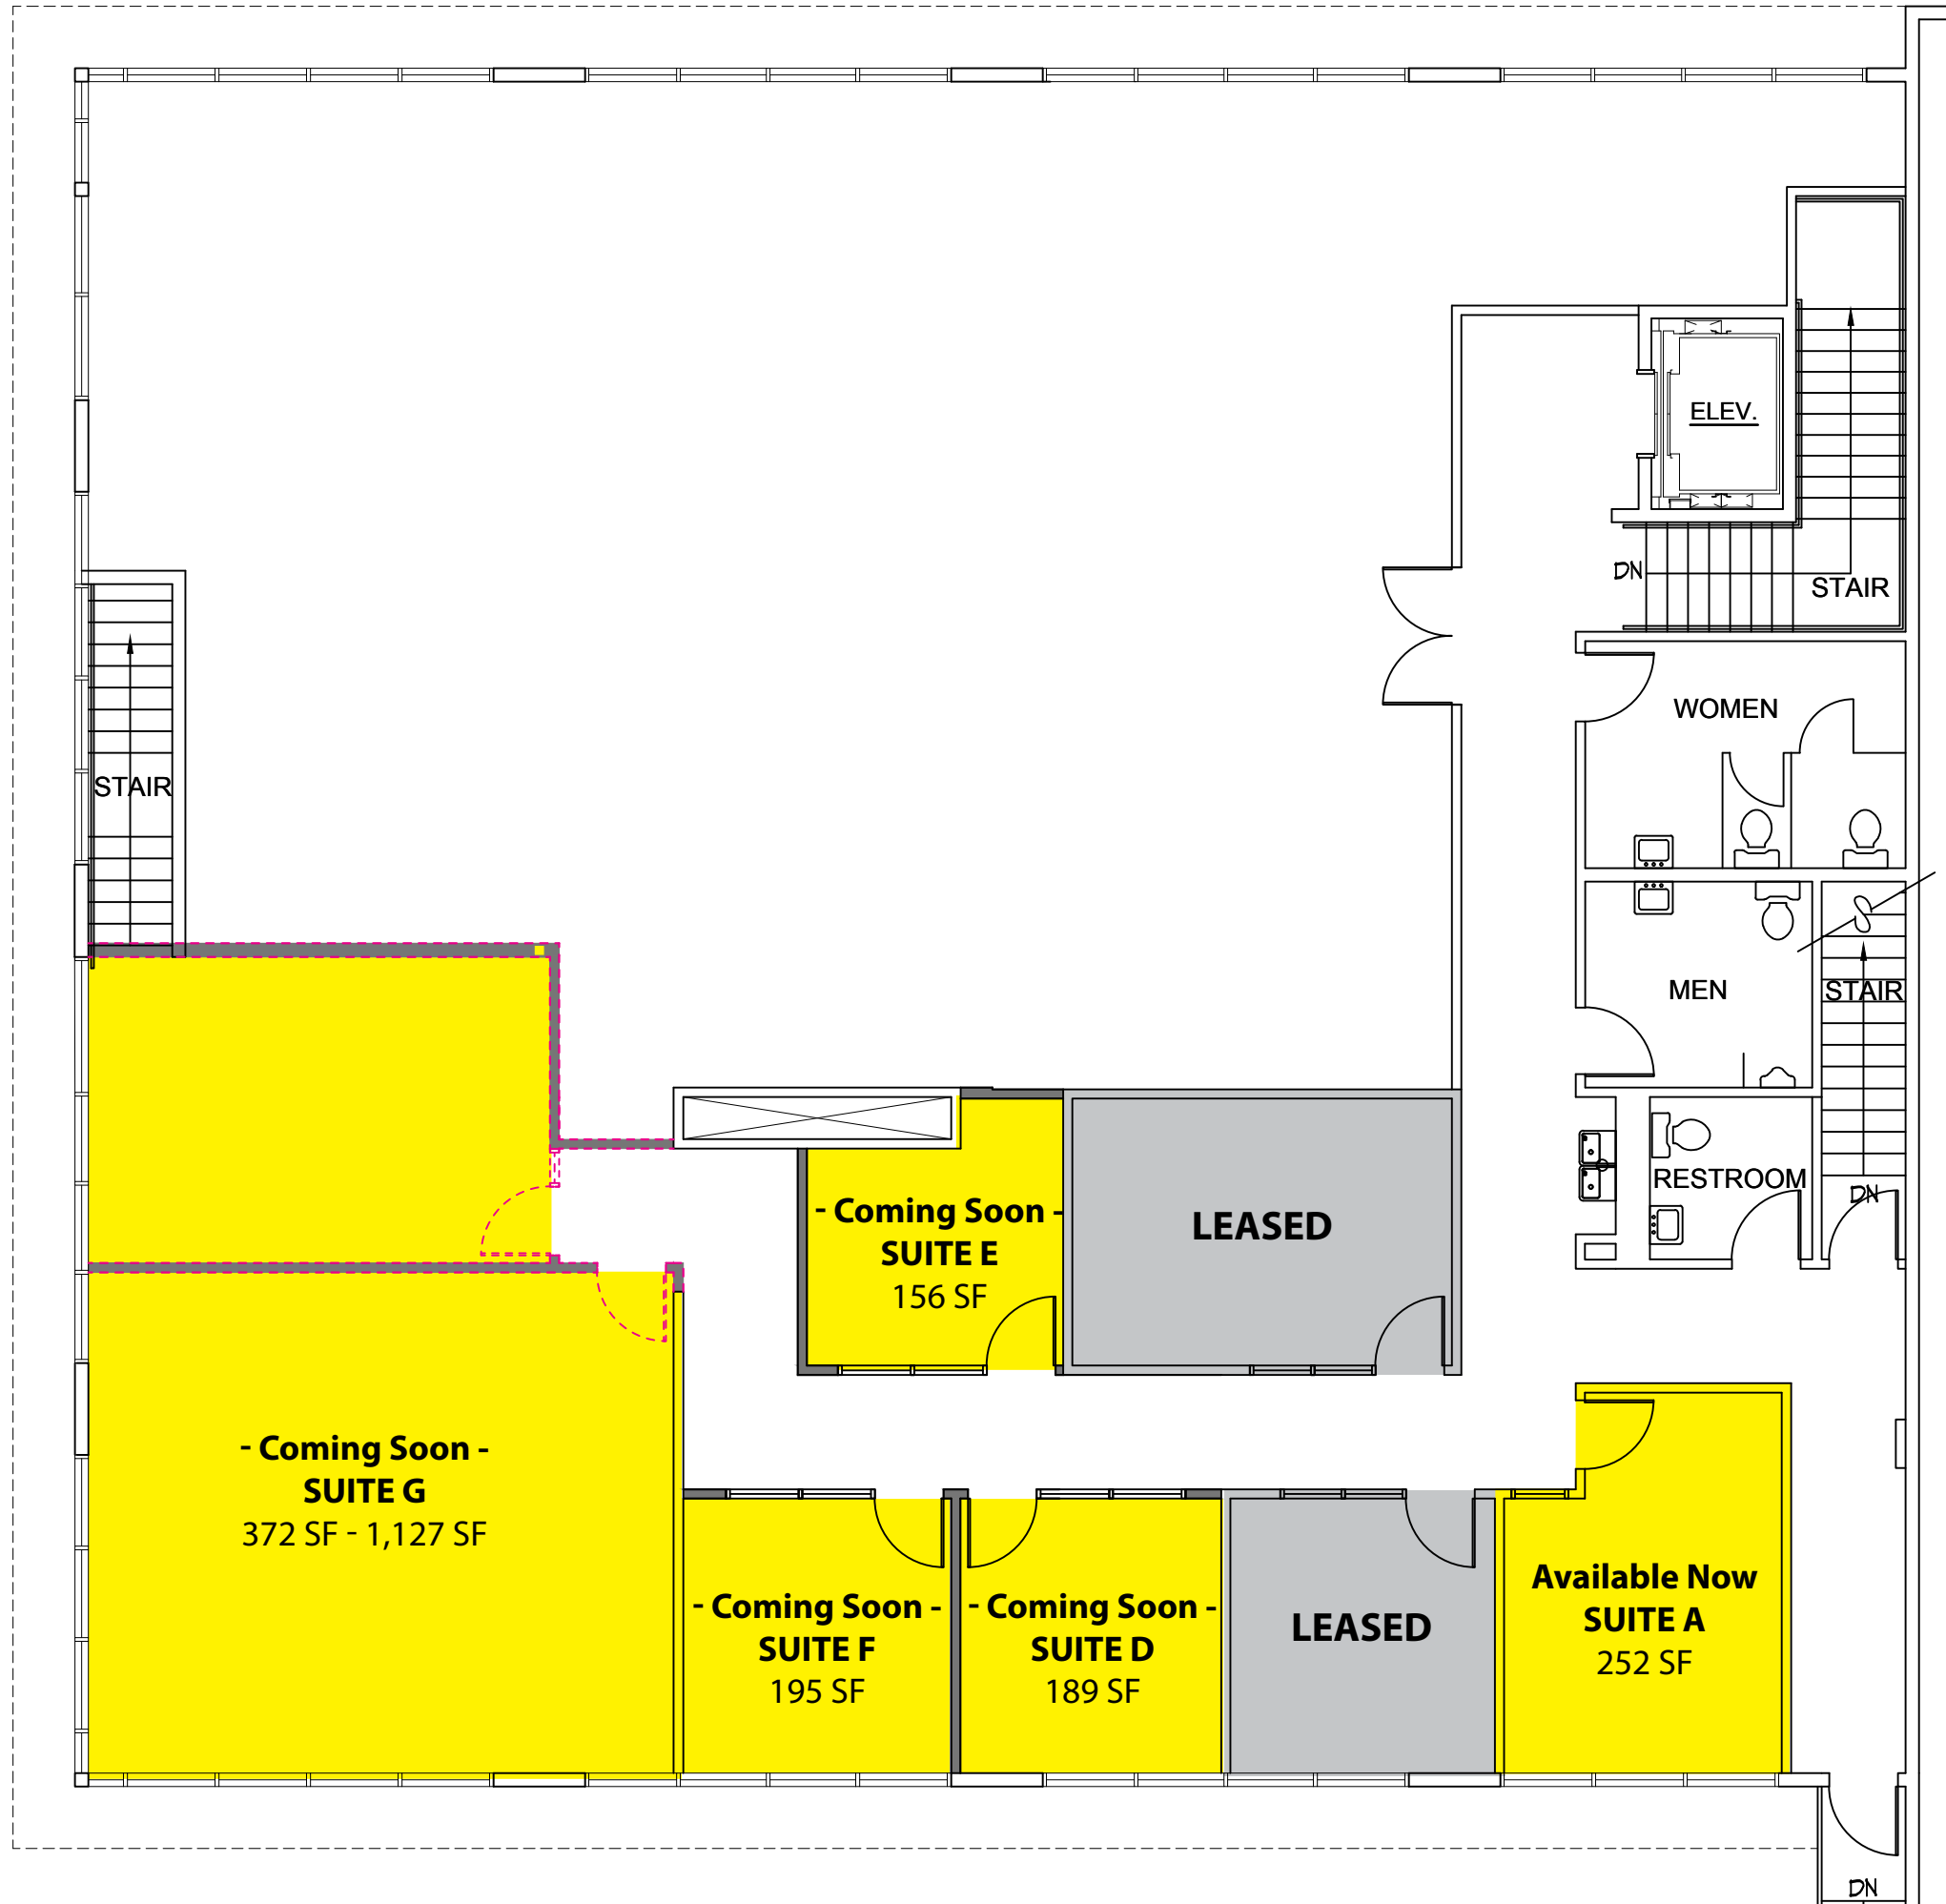 ELEV.
DN
STAIR
WOMEN
STAIR
MEN
STAIR
RESTROOM
DN
- Coming Soon -
SUITE E
156 SF
LEASED
- Coming Soon -
SUITE G
372 SF - 1,127 SF
- Coming Soon -
SUITE F
195 SF
- Coming Soon -
SUITE D
189 SF
LEASED
Available Now
SUITE A
252 SF
DN